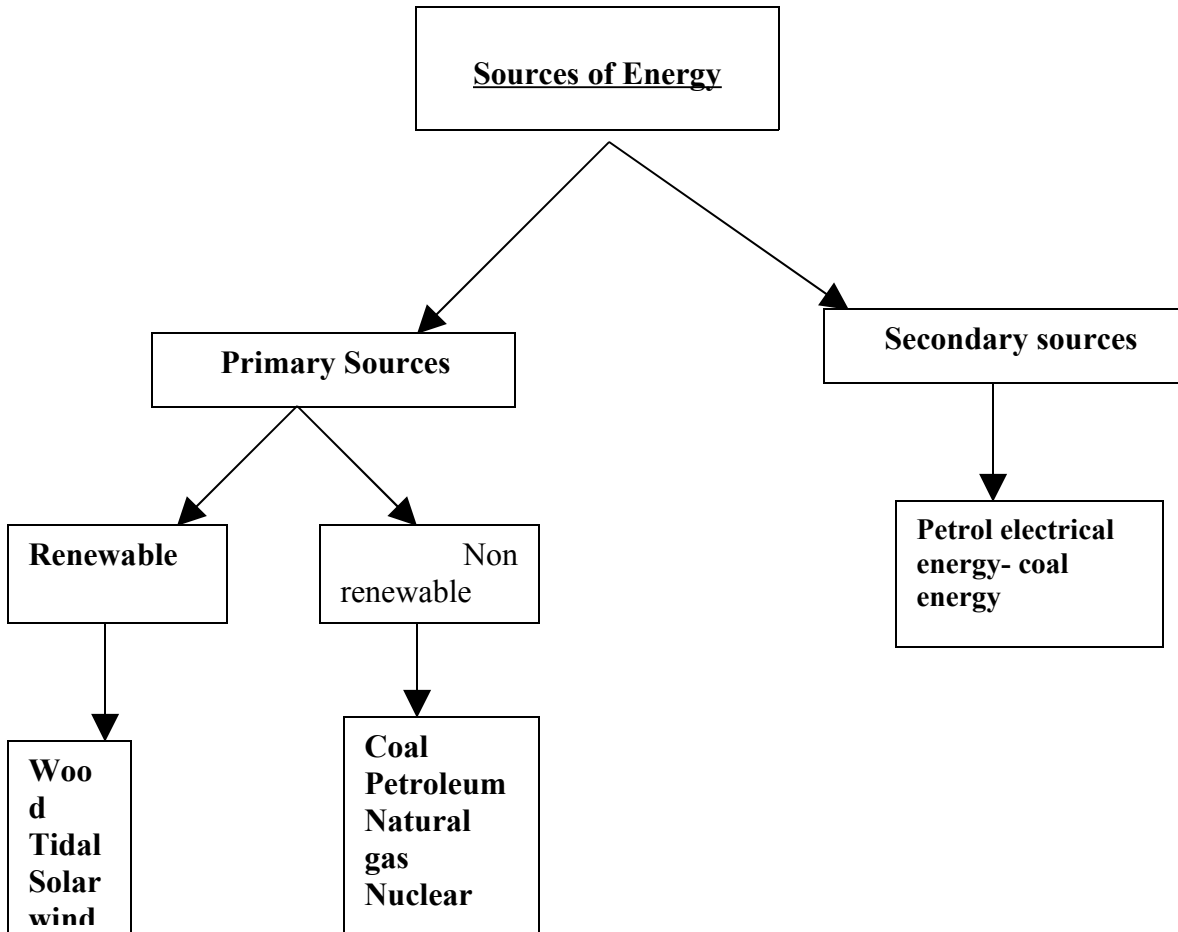 Sources of Energy
Primary Sources
Secondary sources
Renewable
Non
renewable
Petrol electrical
energy- coal
energy
Woo
d
Tidal
Solar
wind
Coal
Petroleum
Natural
gas
Nuclear